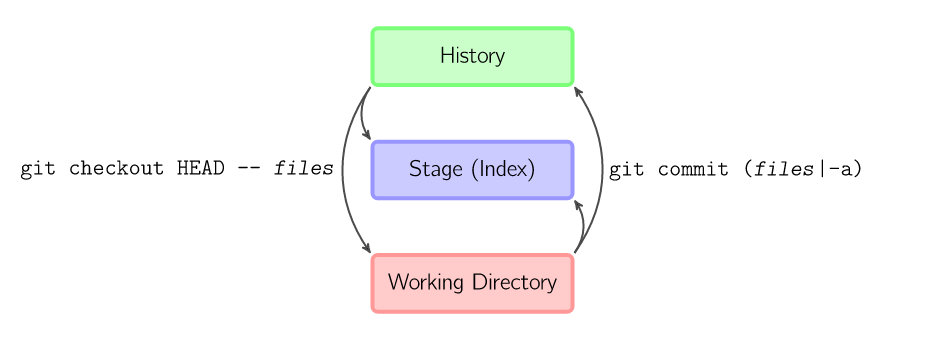 History
git checkout HEAD -- files
Stage (Index)
git commit (files|-a)
Working Directory